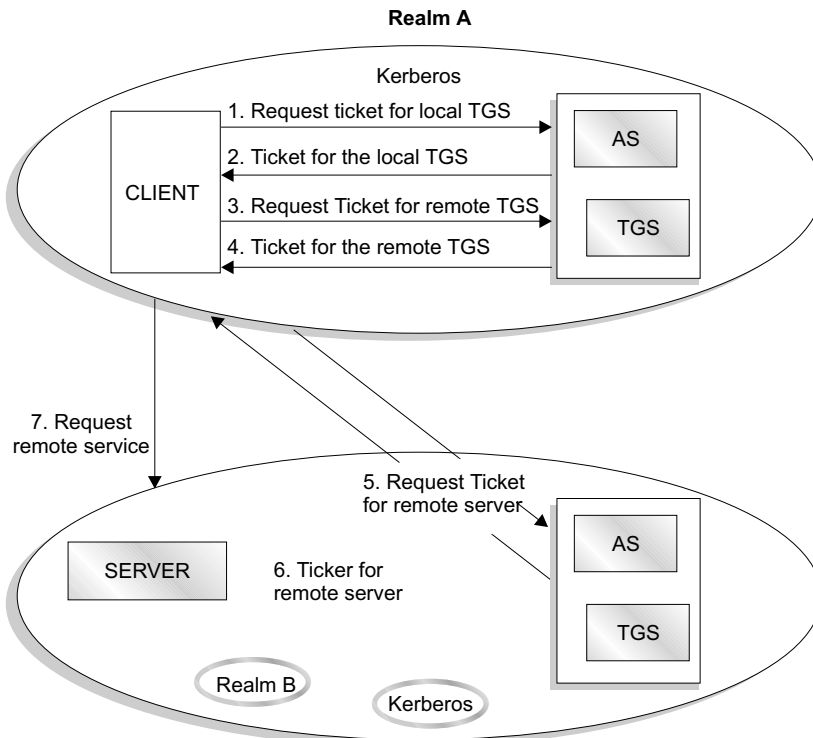 Realm A
Kerberos
1. Request ticket for local TGS
AS
2. Ticket for the local TGS
CLIENT
3. Request Ticket for remote TGS
TGS
4. Ticket for the remote TGS
7. Request
remote service
5. Request Ticket
for remote server
AS
SERVER
6. Ticker for
remote server
TGS
Realm B
Kerberos